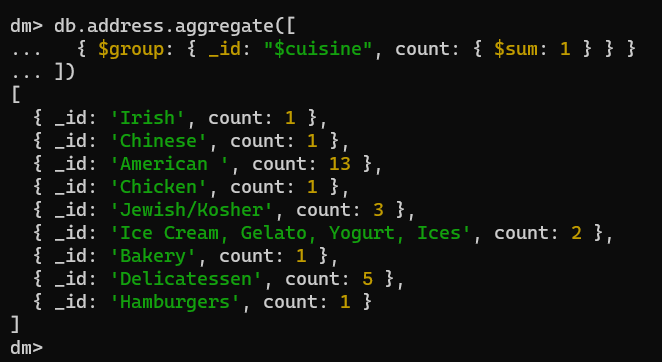 dm> db.address.aggregate([
...   { $group: { _id: "$cuisine", count: { $sum: 1 } } }
... ])
[
  { _id: 'Irish', count: 1 },
  { _id: 'Chinese', count: 1 },
  { _id: 'American ', count: 13 },
  { _id: 'Chicken', count: 1 },
  { _id: 'Jewish/Kosher', count: 3 },
  { _id: 'Ice Cream, Gelato, Yogurt, Ices', count: 2 },
  { _id: 'Bakery', count: 1 },
  { _id: 'Delicatessen', count: 5 },
  { _id: 'Hamburgers', count: 1 }
]
dm>